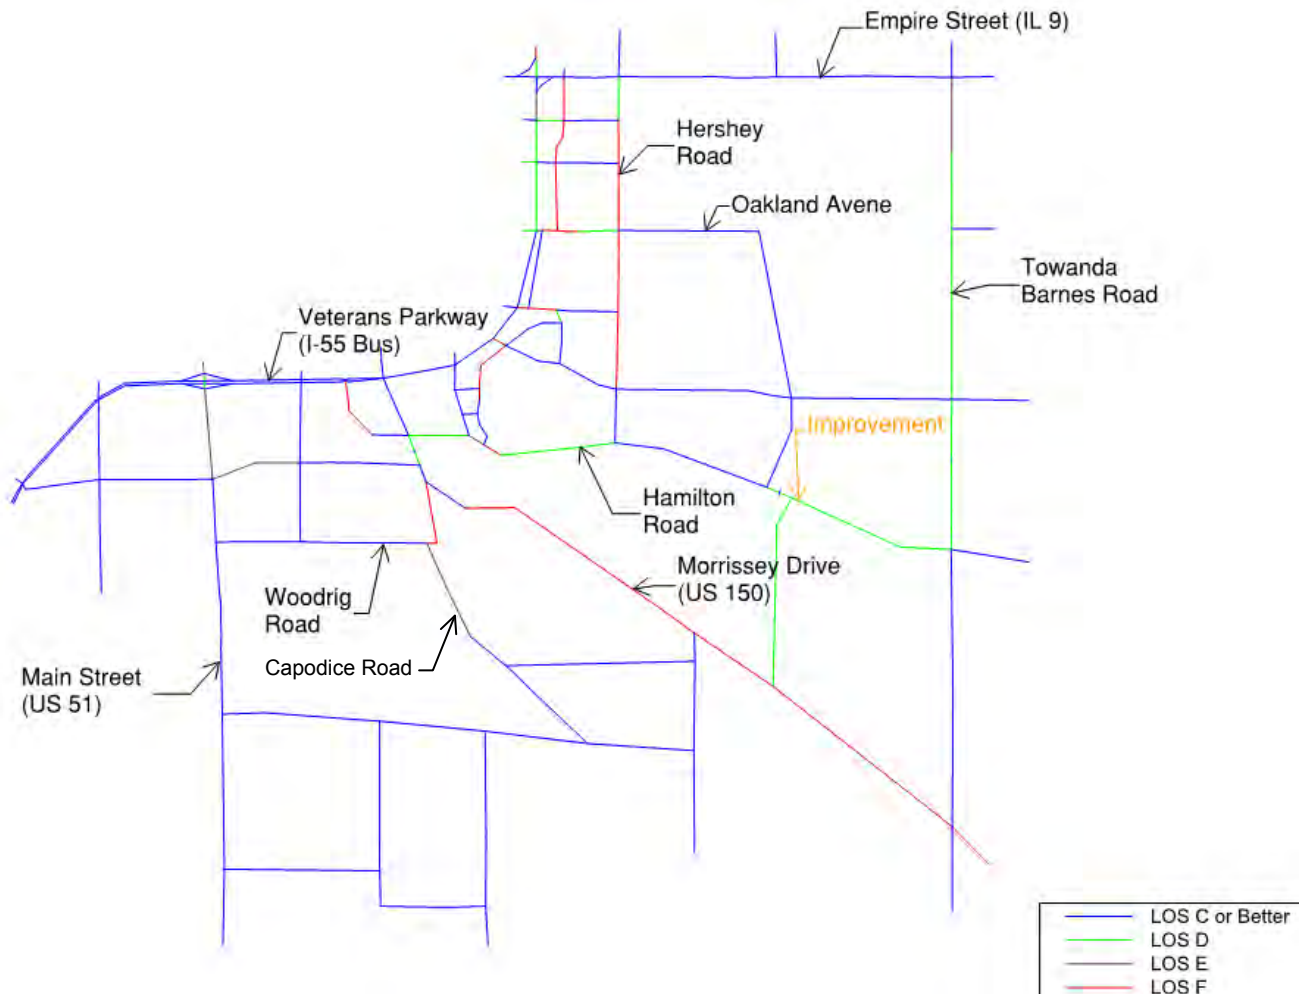 Empire Street (IL 9)
Hershey
Road
Oakland Avene
Towanda
Barnes Road
Veterans Parkway
(I-55 Bus)
Improvement
Hamilton
Road
Morrissey Drive
(US 150)
Woodrig
Road
Capodice Road
Main Street
(US 51)
LOS C or Better
LOS D
LOS E
LOS F